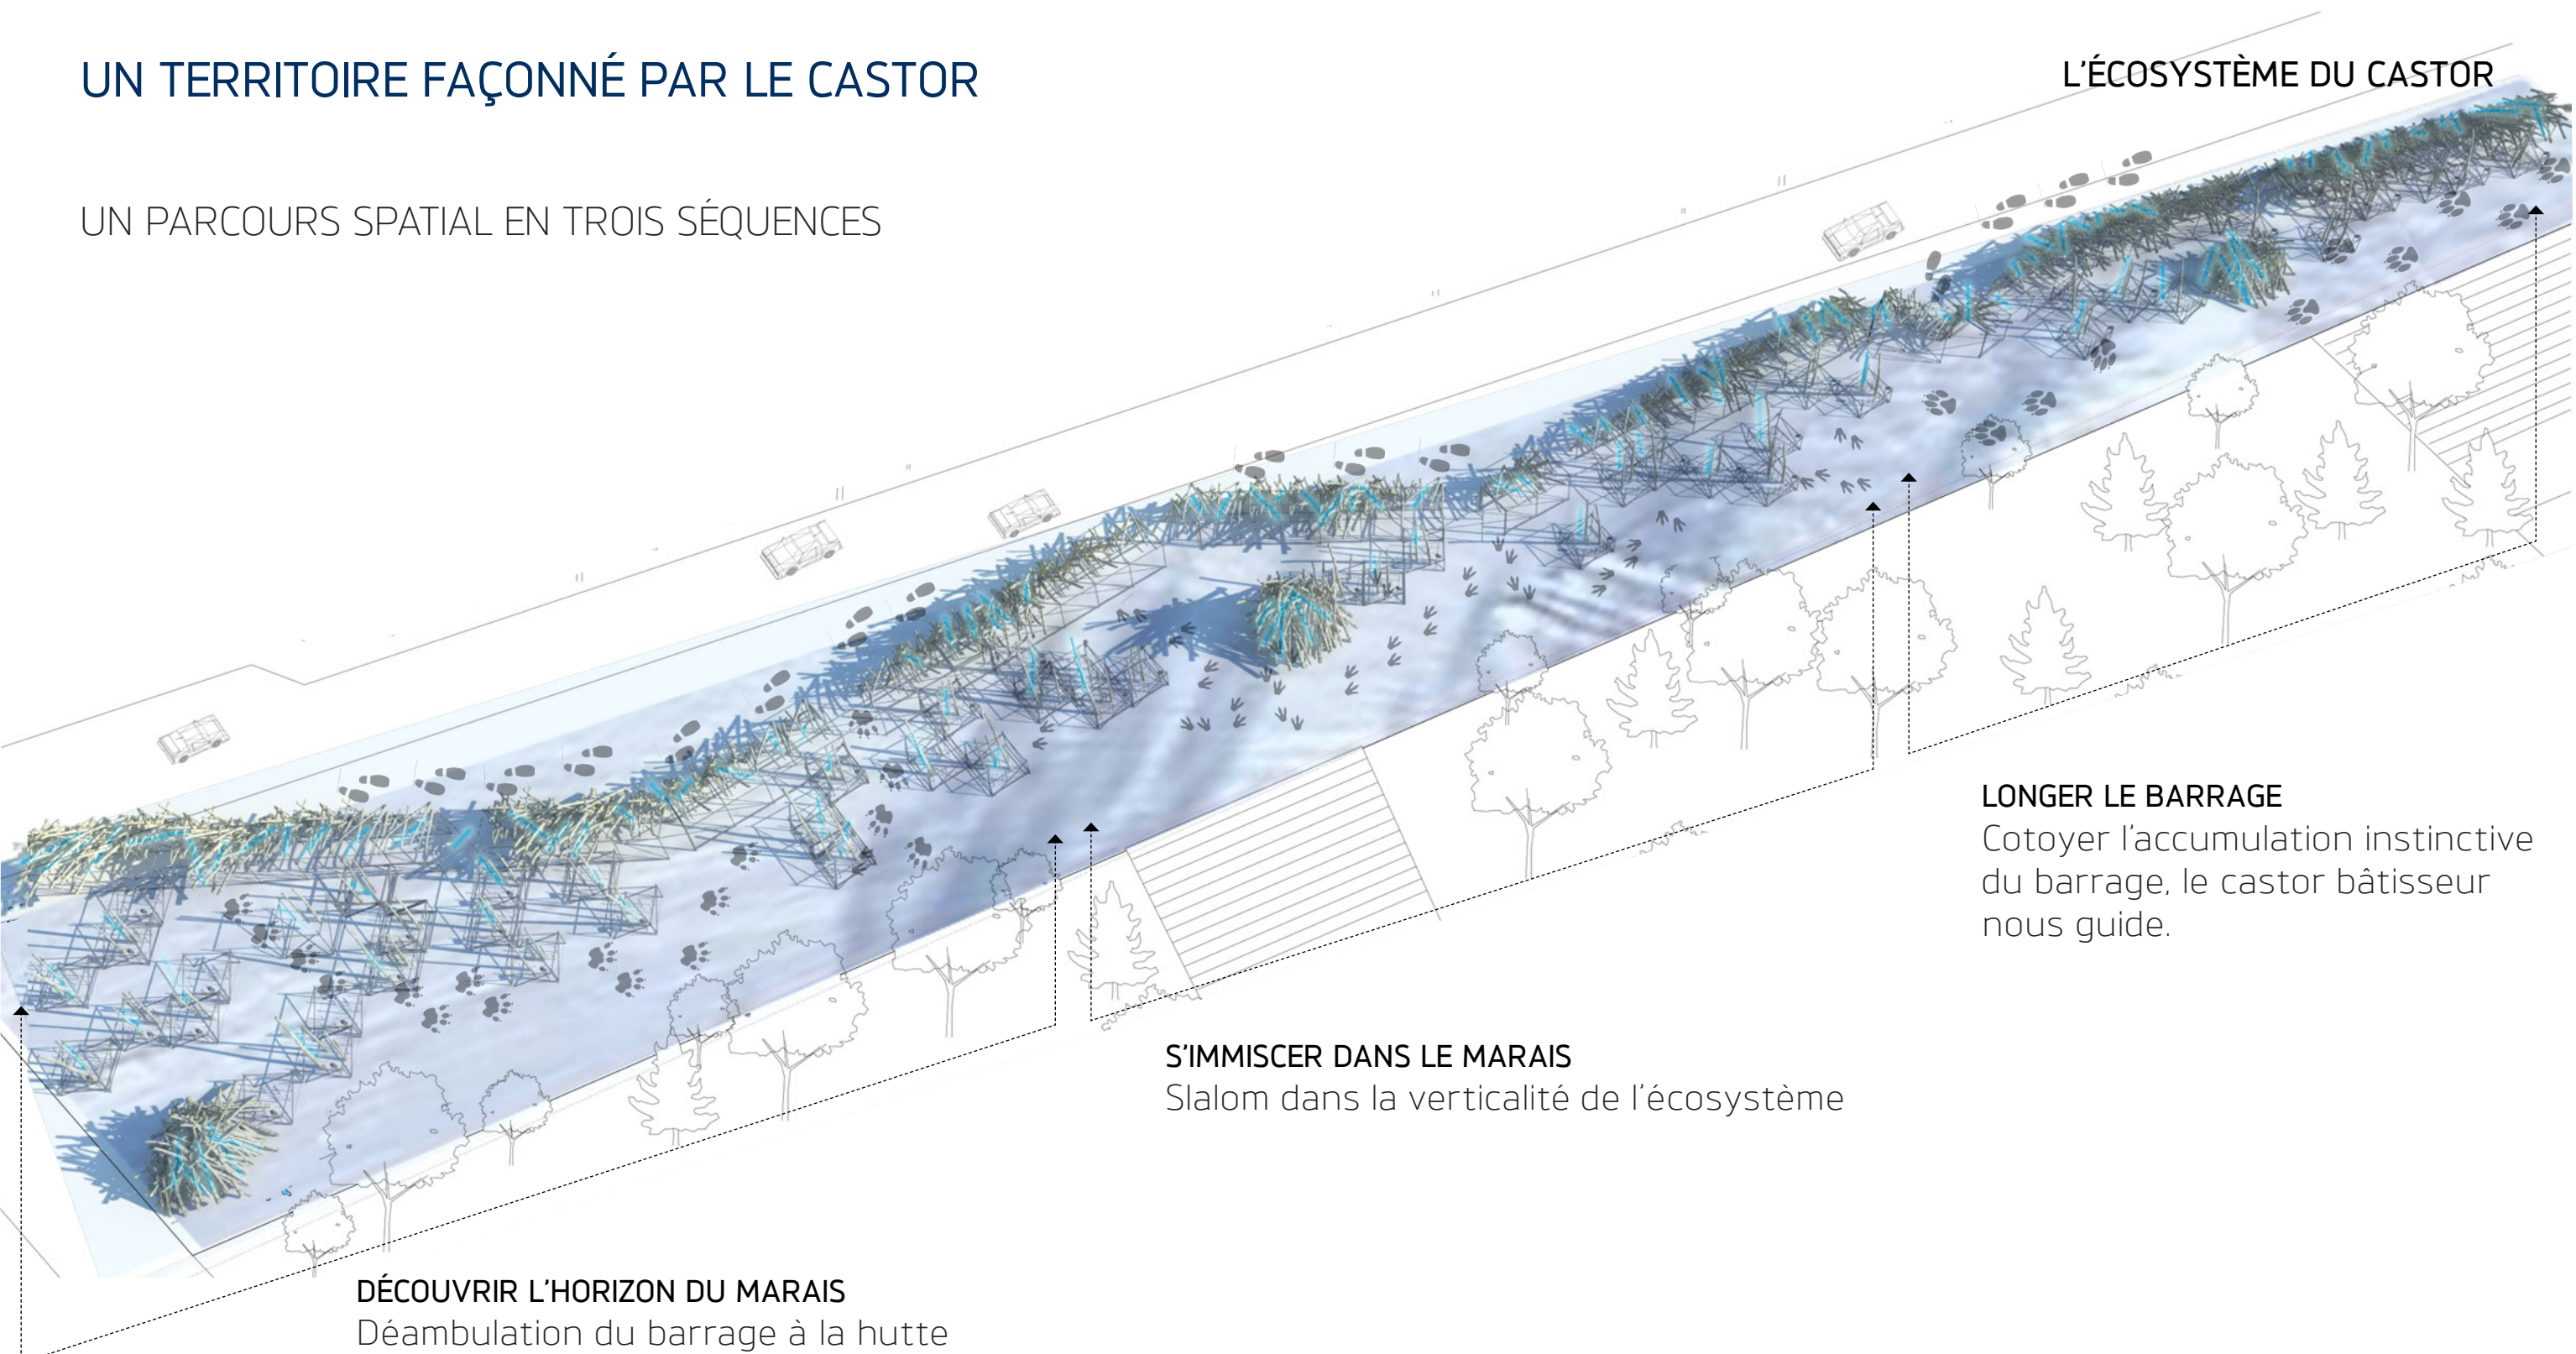 UN TERRITOIRE FAÇONNÉ PAR LE CASTOR
L'ÉCOSYSTÈME DU CASTOR
UN PARCOURS SPATIAL EN TROIS SÉQUENCES
LONGER LE BARRAGE
Cotoyer l'accumulation instinctive
du barrage, le castor bâtisseur
nous guide.
S'IMMISCER DANS LE MARAIS
Slalom dans la verticalité de l'écosystème
DÉCOUVRIR L'HORIZON DU MARAIS
Déambulation du barrage à la hutte